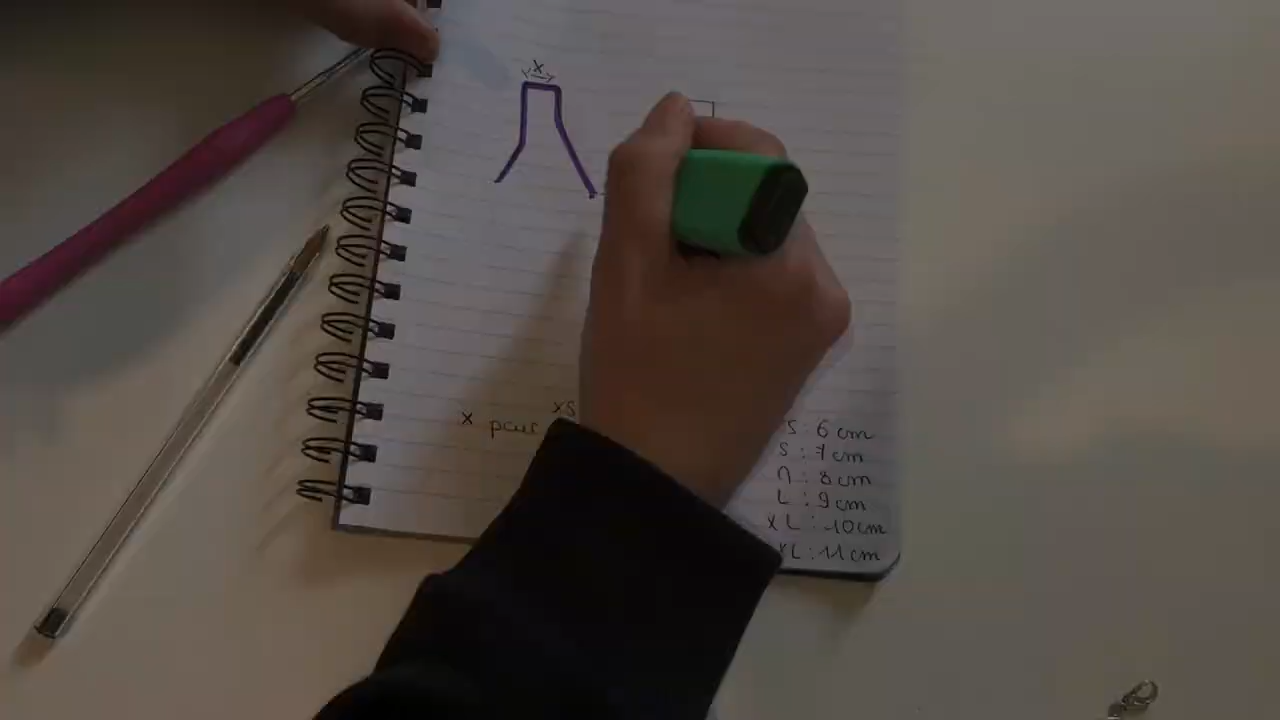 x
x pour xs
S : 6 cm
S : 7 cm
M : 8 cm
L : 9 cm
XL : 10 cm
XL : 11 cm